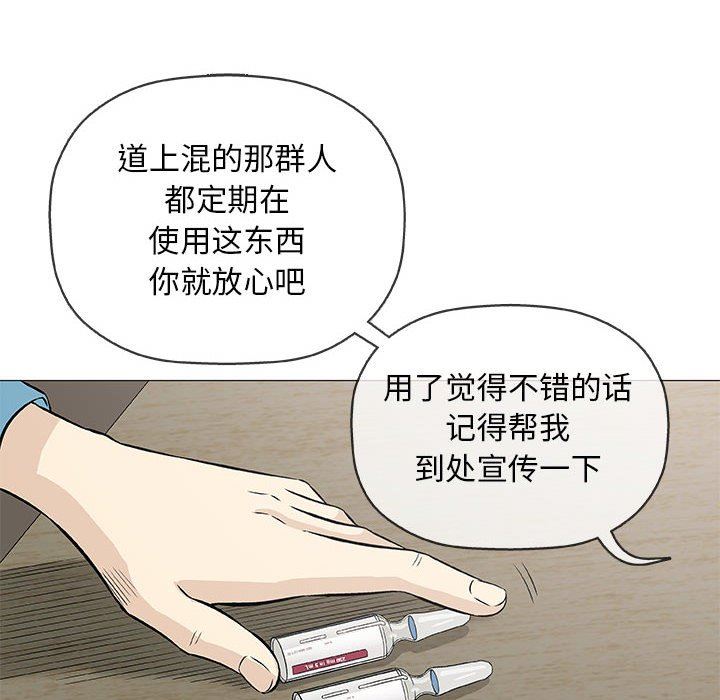 道上混的那群人
都定期在
使用这东西
你就放心吧
用了觉得不错的话
记得帮我
到处宣传一下